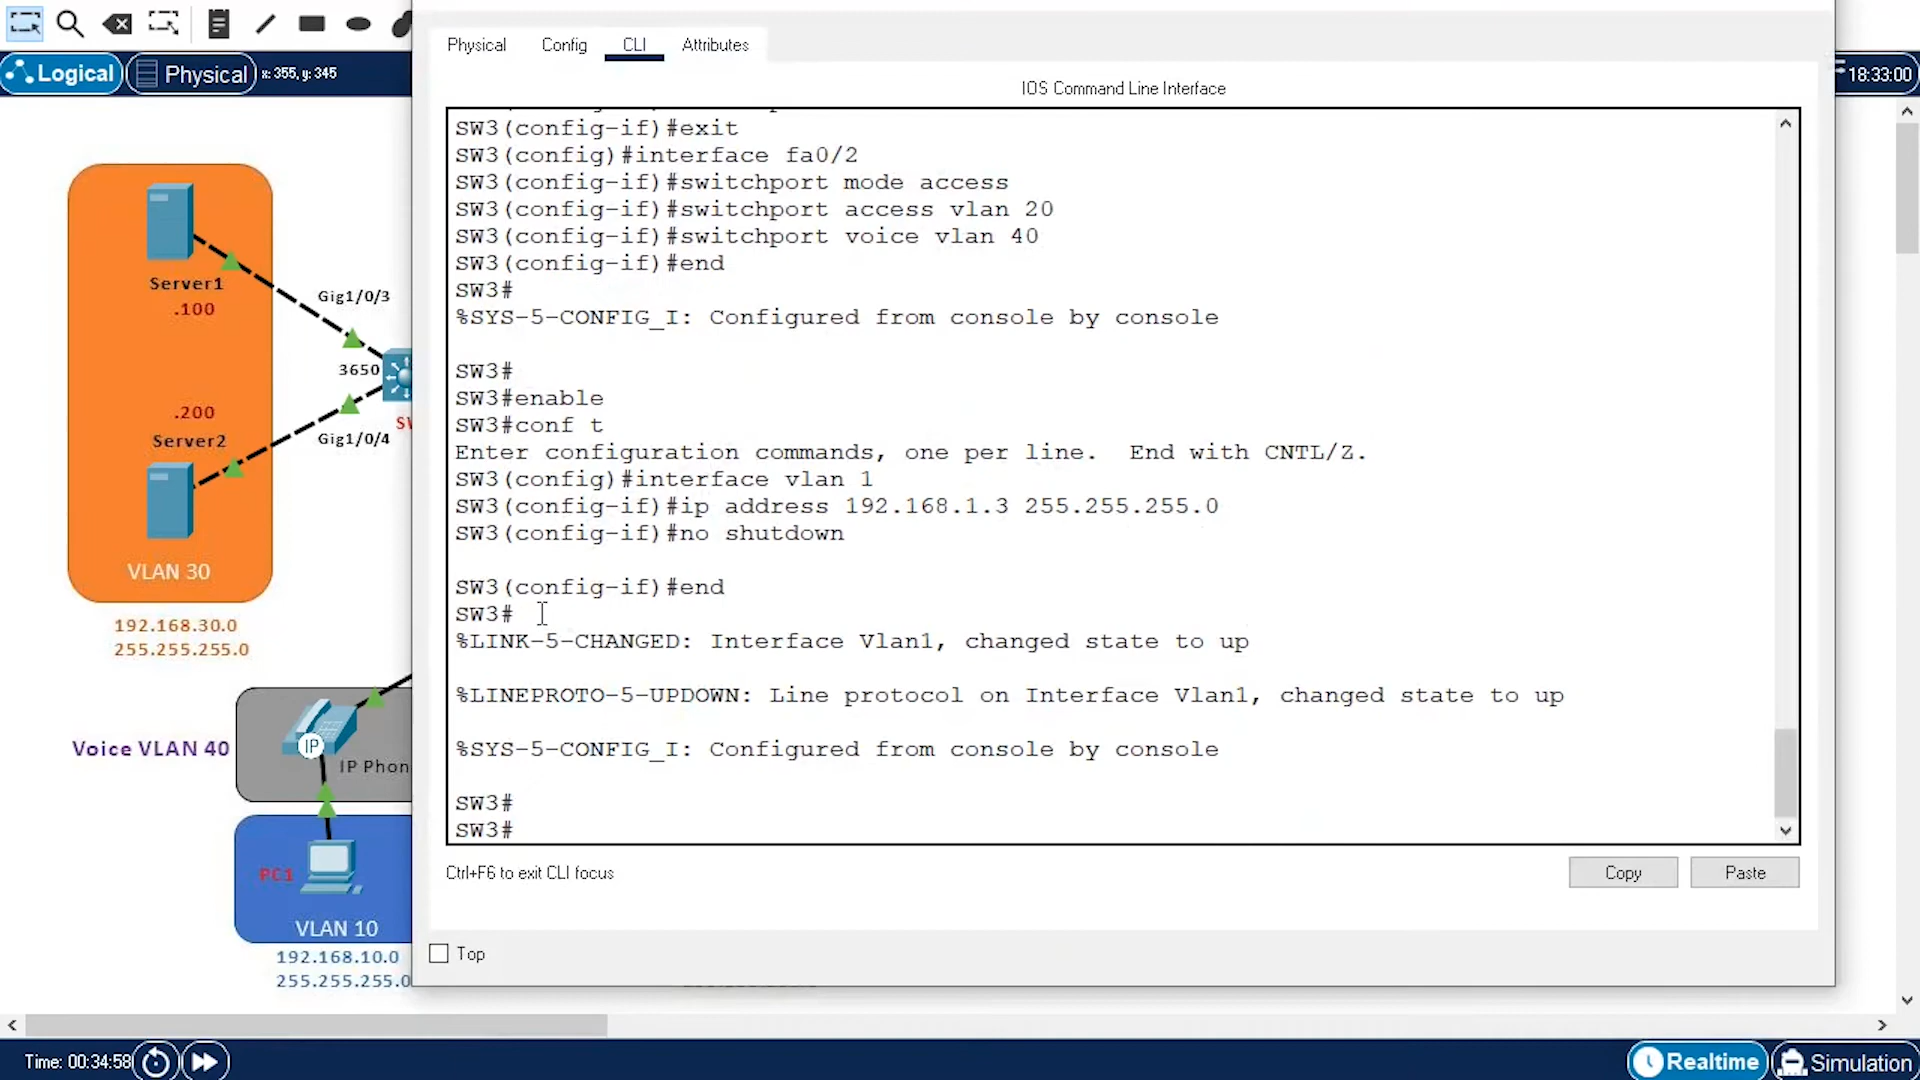 Physical
Config
CLI
Attributes
Logical
Physical
x: 355, y: 345
18:33:00
IOS Command Line Interface
SW3(config-if)#exit
SW3(config)#interface fa0/2
SW3(config-if)#switchport mode access
SW3(config-if)#switchport access vlan 20
SW3(config-if)#switchport voice vlan 40
SW3(config-if)#end
SW3#
%SYS-5-CONFIG_I: Configured from console by console
SW3#
SW3#enable
SW3#conf t
Enter configuration commands, one per line.  End with CNTL/Z.
SW3(config)#interface vlan 1
SW3(config-if)#ip address 192.168.1.3 255.255.255.0
SW3(config-if)#no shutdown
SW3(config-if)#end
SW3#
%LINK-5-CHANGED: Interface Vlan1, changed state to up
%LINEPROTO-5-UPDOWN: Line protocol on Interface Vlan1, changed state to up
%SYS-5-CONFIG_I: Configured from console by console
SW3#
SW3#
Ctrl+F6 to exit CLI focus
Copy
Paste
Top
Server1
.100
Gig1/0/3
3650
.200
Server2
Gig1/0/4
VLAN 30
192.168.30.0
255.255.255.0
Voice VLAN 40
IP
IP Phon
PC1
VLAN 10
192.168.10.0
255.255.255.0
Time: 00:34:58
Realtime
Simulation